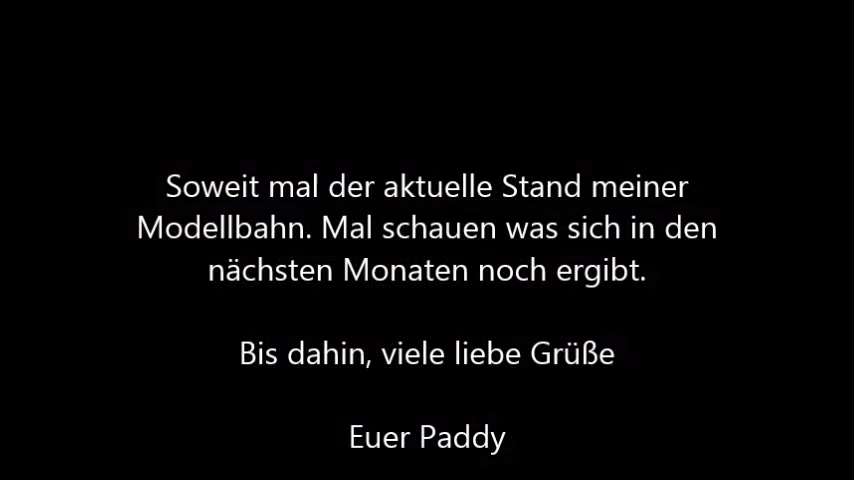 Soweit mal der aktuelle Stand meiner
Modellbahn. Mal schauen was sich in den
nächsten Monaten noch ergibt.
Bis dahin, viele liebe Grüße
Euer Paddy